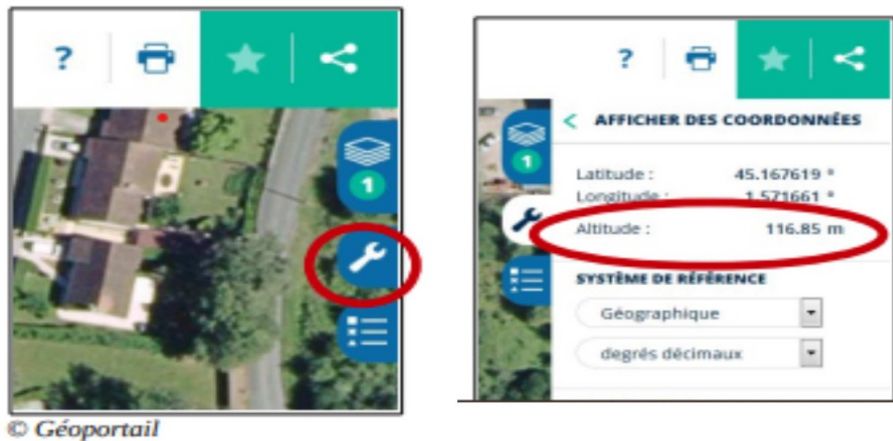 ?
1
© Géoportail
?
AFFICHER DES COORDONNÉES
1
Latitude : 45.167619 °
Longitude : 1.571661 °
Altitude : 116.85 m
SYSTÈME DE RÉFÉRENCE
Géographique
degrés décimaux